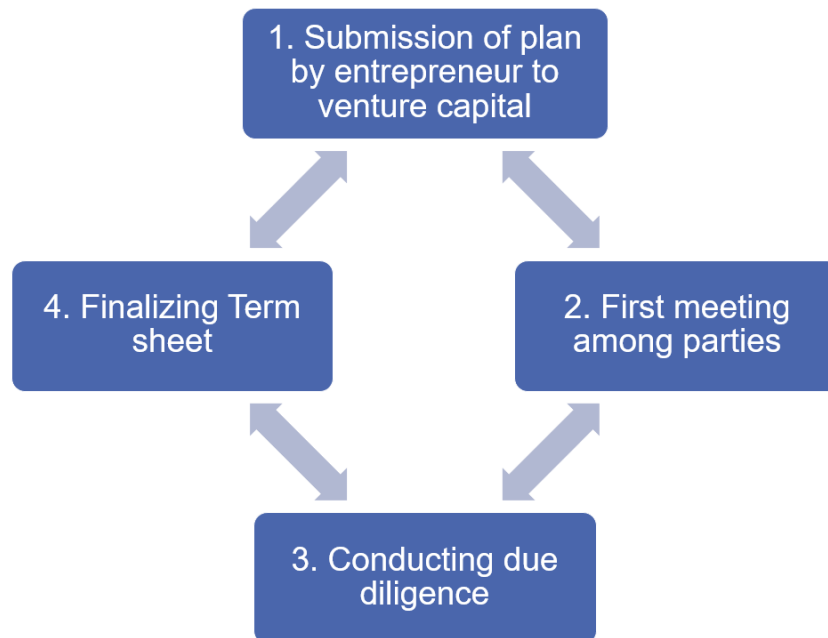 1. Submission of plan
by entrepreneur to
venture capital
2. First meeting
among parties
3. Conducting due
diligence
4. Finalizing Term
sheet